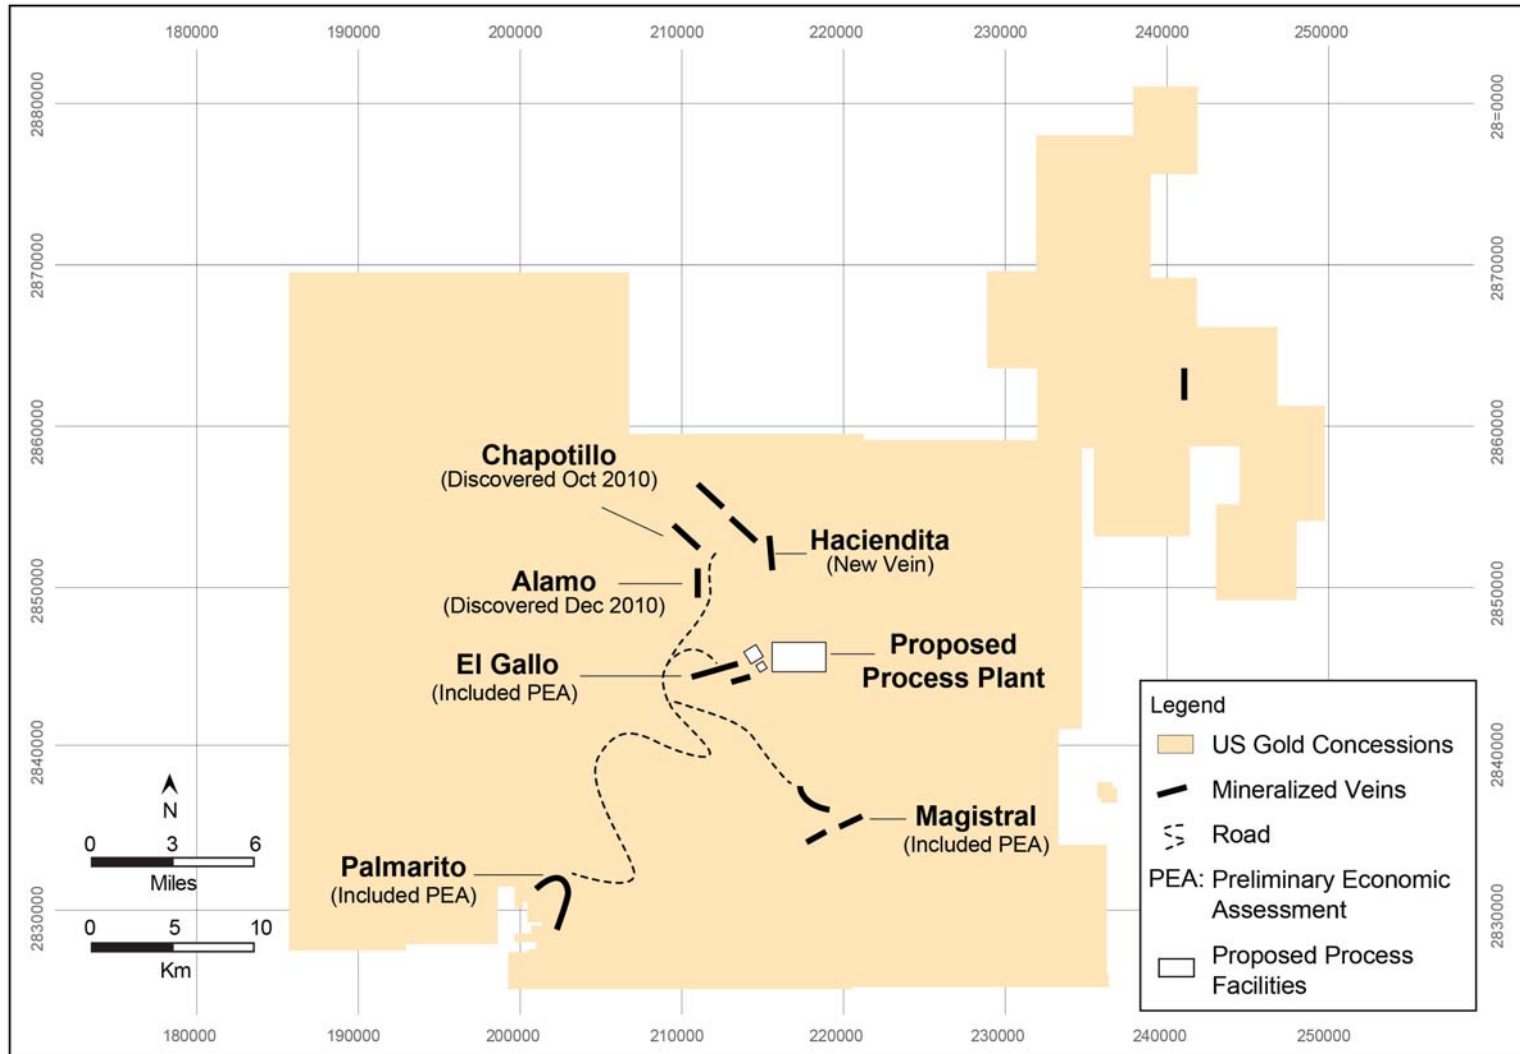 180000 190000 200000 210000 220000 230000 240000 250000
2880000
28=0000
2870000
2870000
2860000
2860000
Chapotillo
(Discovered Oct 2010)
Haciendita
(New Vein)
Alamo
(Discovered Dec 2010)
2850000
2850000
Proposed
Process Plant
El Gallo
(Included PEA)
2840000
2840000
Magistral
(Included PEA)
Palmarito
(Included PEA)
2830000
2830000
N
0 3 6
Miles
0 5 10
Km
Legend
US Gold Concessions
Mineralized Veins
Road
PEA: Preliminary Economic
Assessment
Proposed Process
Facilities
180000 190000 200000 210000 220000 230000 240000 250000